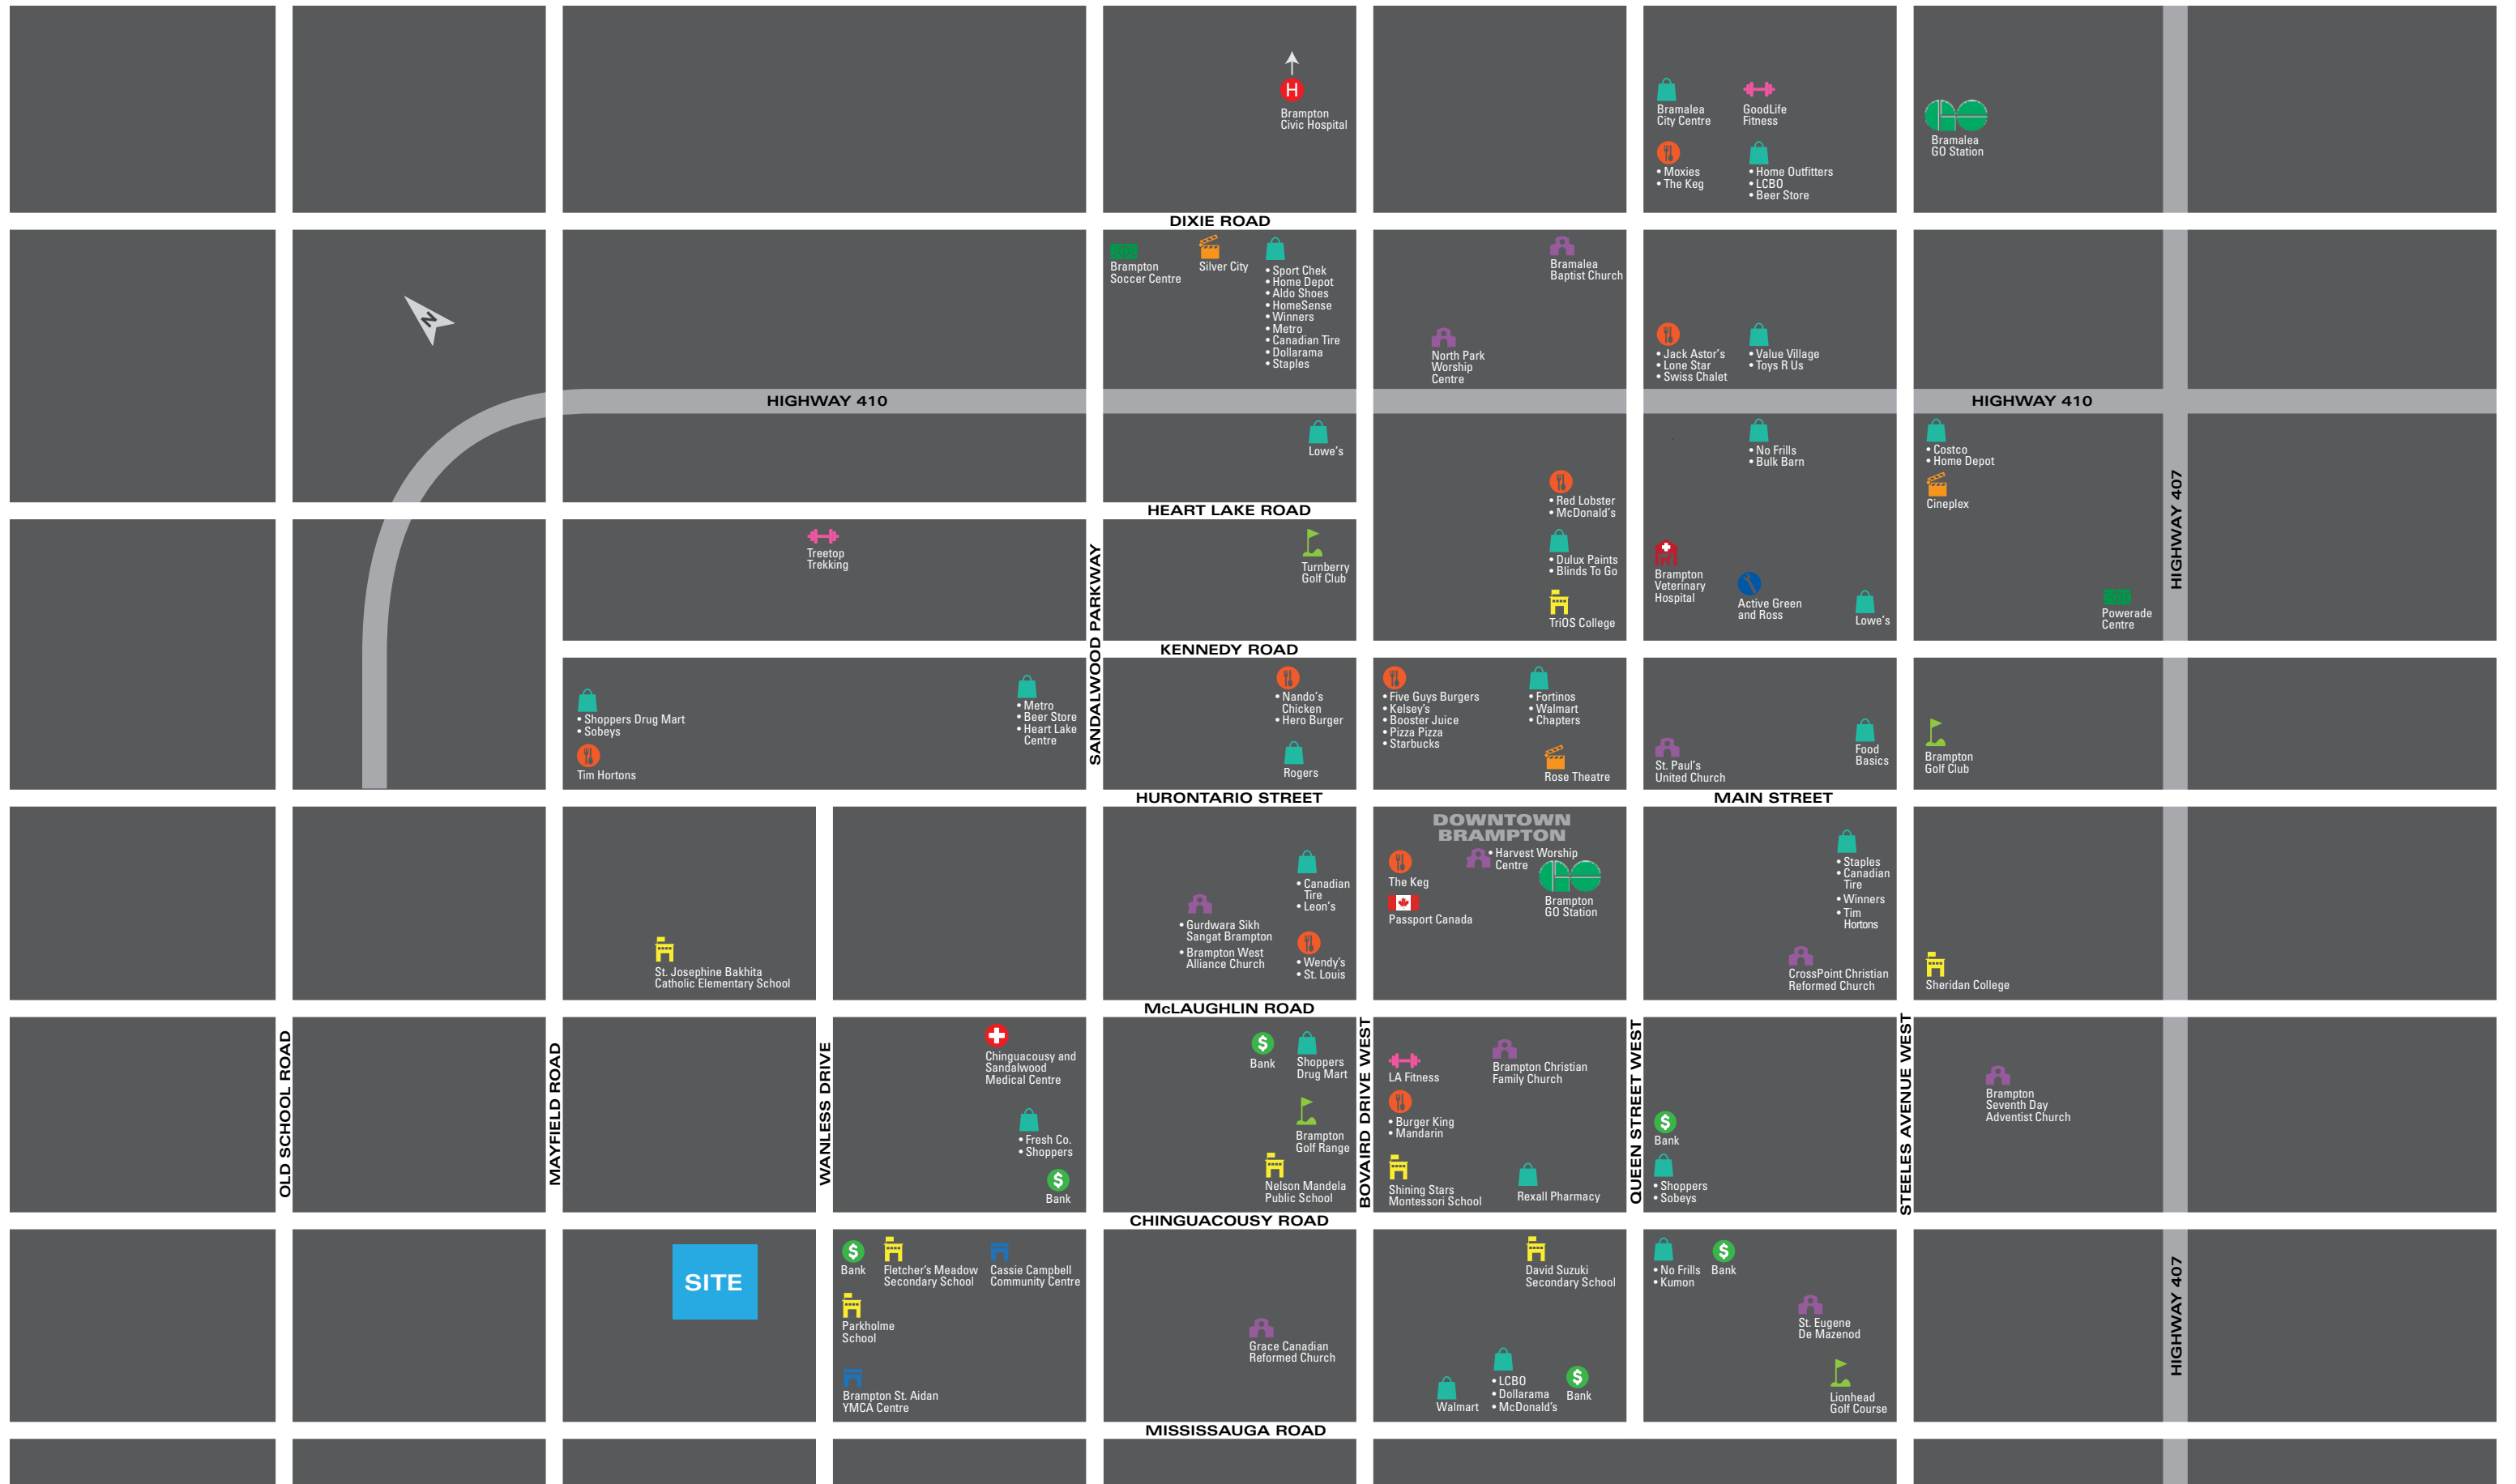 H
Brampton
Civic Hospital
Bramalea
City Centre
GoodLife
Fitness
• Moxies
• The Keg
• Home Outfitters
• LCBO
• Beer Store
GO
Bramalea
GO Station
DIXIE ROAD
Brampton
Soccer Centre
Silver City
• Sport Chek
• Home Depot
• Aldo Shoes
• HomeSense
• Winners
• Metro
• Canadian Tire
• Dollarama
• Staples
Bramalea
Baptist Church
North Park
Worship
Centre
• Jack Astor's
• Lone Star
• Swiss Chalet
• Value Village
• Toys R Us
N
HIGHWAY 410
HIGHWAY 410
Lowe's
• Red Lobster
• McDonald's
• Dulux Paints
• Blinds To Go
TriOS College
• No Frills
• Bulk Barn
Brampton
Veterinary
Hospital
Active Green
and Ross
Lowe's
• Costco
• Home Depot
Cineplex
Powerade
Centre
HIGHWAY 407
HEART LAKE ROAD
Treetop
Trekking
Turnberry
Golf Club
SANDALWOOD PARKWAY
KENNEDY ROAD
• Shoppers Drug Mart
• Sobeys
Tim Hortons
• Metro
• Beer Store
• Heart Lake
Centre
• Nando's
Chicken
• Hero Burger
Rogers
• Five Guys Burgers
• Kelsey's
• Booster Juice
• Pizza Pizza
• Starbucks
• Fortinos
• Walmart
• Chapters
Rose Theatre
St. Paul's
United Church
Food
Basics
Brampton
Golf Club
HURONTARIO STREET
MAIN STREET
St. Josephine Bakhita
Catholic Elementary School
• Gurdwara Sikh
Sangat Brampton
• Brampton West
Alliance Church
• Canadian
Tire
• Leon's
• Wendy's
• St. Louis
DOWNTOWN
BRAMPTON
The Keg
Passport Canada
• Harvest Worship
Centre
GO
Brampton
GO Station
• Staples
• Canadian
Tire
• Winners
• Tim
Hortons
CrossPoint Christian
Reformed Church
Sheridan College
McLAUGHLIN ROAD
OLD SCHOOL ROAD
MAYFIELD ROAD
WANLESS DRIVE
Chinguacousy and
Sandalwood
Medical Centre
• Fresh Co.
• Shoppers
$
Bank
$
Bank
Shoppers
Drug Mart
Brampton
Golf Range
Nelson Mandela
Public School
BOVAIRD DRIVE WEST
LA Fitness
• Burger King
• Mandarin
Shining Stars
Montessori School
Brampton Christian
Family Church
Rexall Pharmacy
QUEEN STREET WEST
$
Bank
• Shoppers
• Sobeys
STEELES AVENUE WEST
Brampton
Seventh Day
Adventist Church
CHINGUACOUSY ROAD
SITE
$
Bank
Fletcher's Meadow
Secondary School
Cassie Campbell
Community Centre
Parkholme
School
Brampton St. Aidan
YMCA Centre
Grace Canadian
Reformed Church
David Suzuki
Secondary School
Walmart
• LCBO
• Dollarama
• McDonald's
$
Bank
• No Frills
• Kumon
$
Bank
St. Eugene
De Mazenod
Lionhead
Golf Course
HIGHWAY 407
MISSISSAUGA ROAD